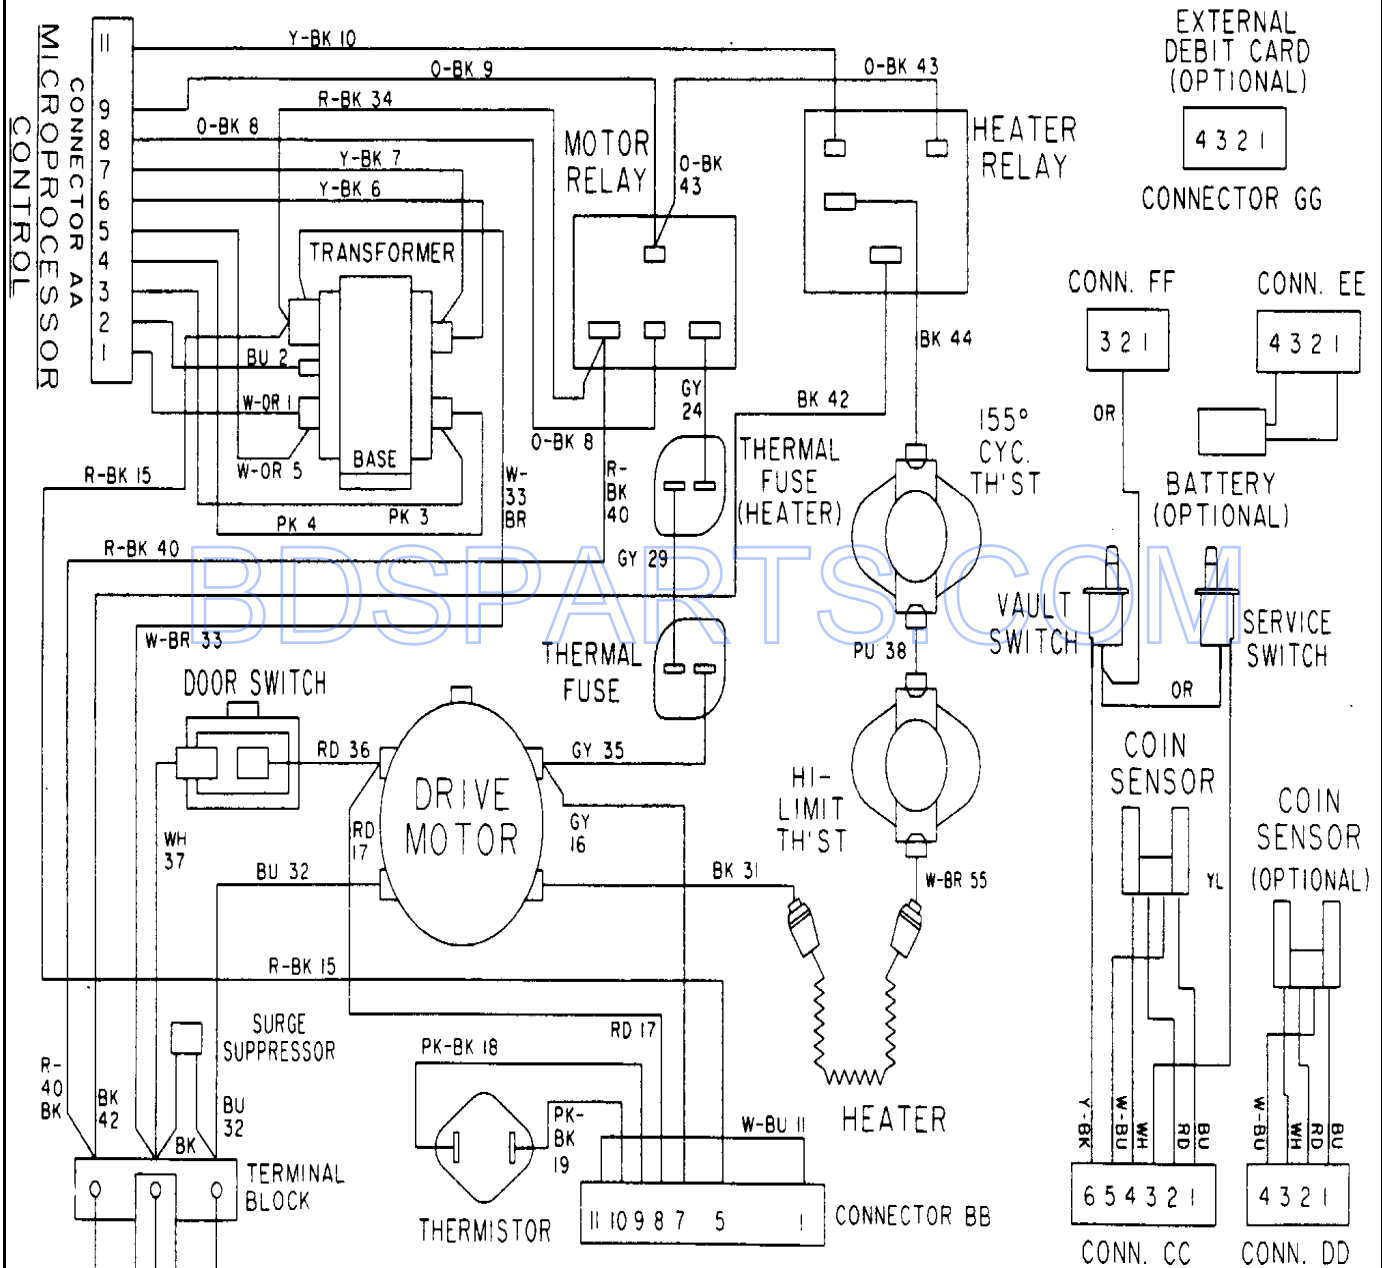 MICROPROCESSOR
CONTROL
CONNECTOR AA
11
9
8
7
6
5
4
3
2
1
Y-BK 10
O-BK 9
R-BK 34
O-BK 8
Y-BK 7
Y-BK 6
TRANSFORMER
BU 2
W-OR 1
W-OR 5
BASE
R-BK 15
PK 3
PK 4
W-
33
BR
R-BK 40
W-BR 33
MOTOR
RELAY
O-BK
43
O-BK 43
HEATER
RELAY
BK 44
BK 42
GY
24
O-BK 8
R-
BK
40
THERMAL
FUSE
(HEATER)
GY 29
THERMAL
FUSE
155°
CYC.
TH'ST
PU 38
HI-
LIMIT
TH'ST
W-BR 55
BK 31
HEATER
DOOR SWITCH
RD 36
GY 35
DRIVE
MOTOR
WH
37
RD
17
GY
16
BU 32
R-BK 15
SURGE
SUPPRESSOR
RD 17
PK-BK 18
PK-
BK
19
W-BU 11
R-
40
BK
BK
42
BK
BU
32
TERMINAL
BLOCK
THERMISTOR
11 10 9 8 7 5 1
CONNECTOR BB
EXTERNAL
DEBIT CARD
(OPTIONAL)
4 3 2 1
CONNECTOR GG
CONN. FF
3 2 1
CONN. EE
4 3 2 1
OR
BATTERY
(OPTIONAL)
VAULT
SWITCH
SERVICE
SWITCH
OR
COIN
SENSOR
YL
COIN
SENSOR
(OPTIONAL)
Y-BK
W-BU
WH
RD
BU
6 5 4 3 2 1
CONN. CC
W-BU
WH
RD
BU
4 3 2 1
CONN. DD
BDSPARTS.COM